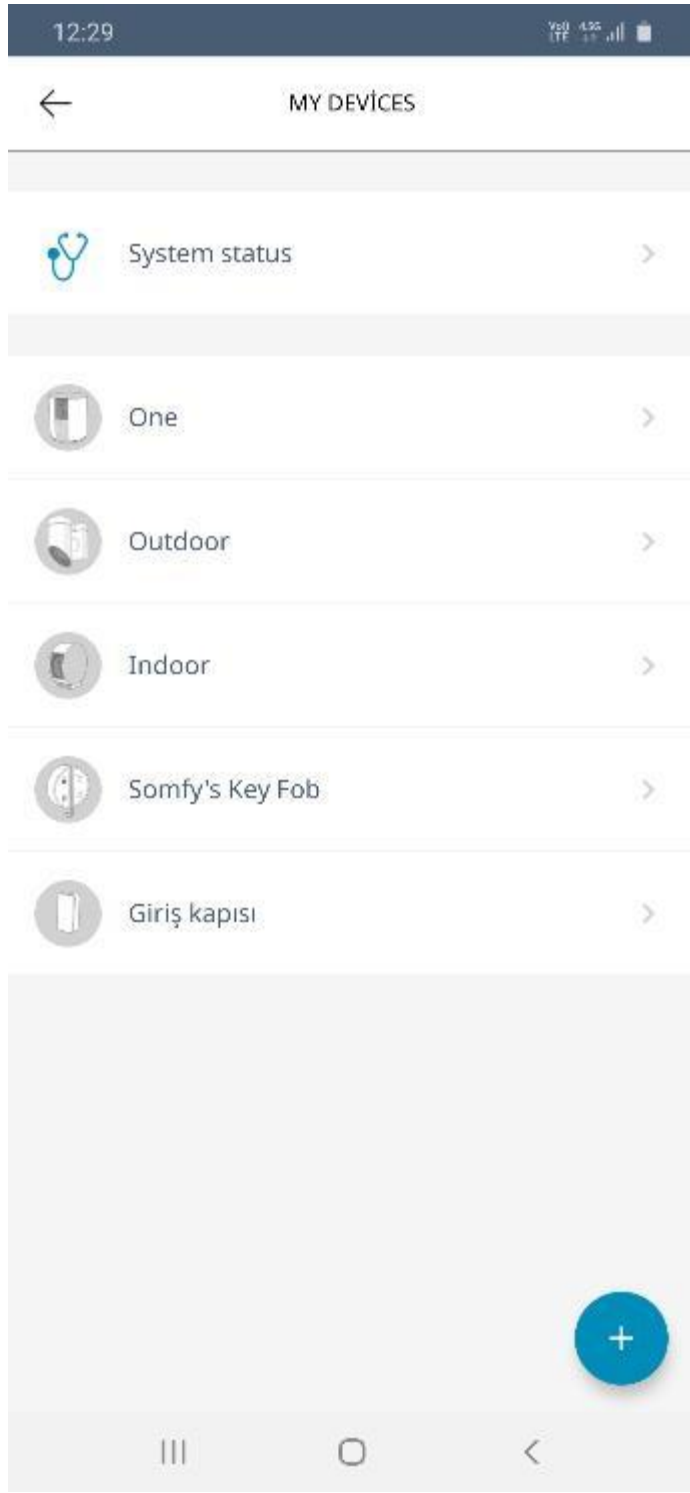 12:29
MY DEVİCES
System status
One
Outdoor
Indoor
Somfy's Key Fob
Giriş kapısı